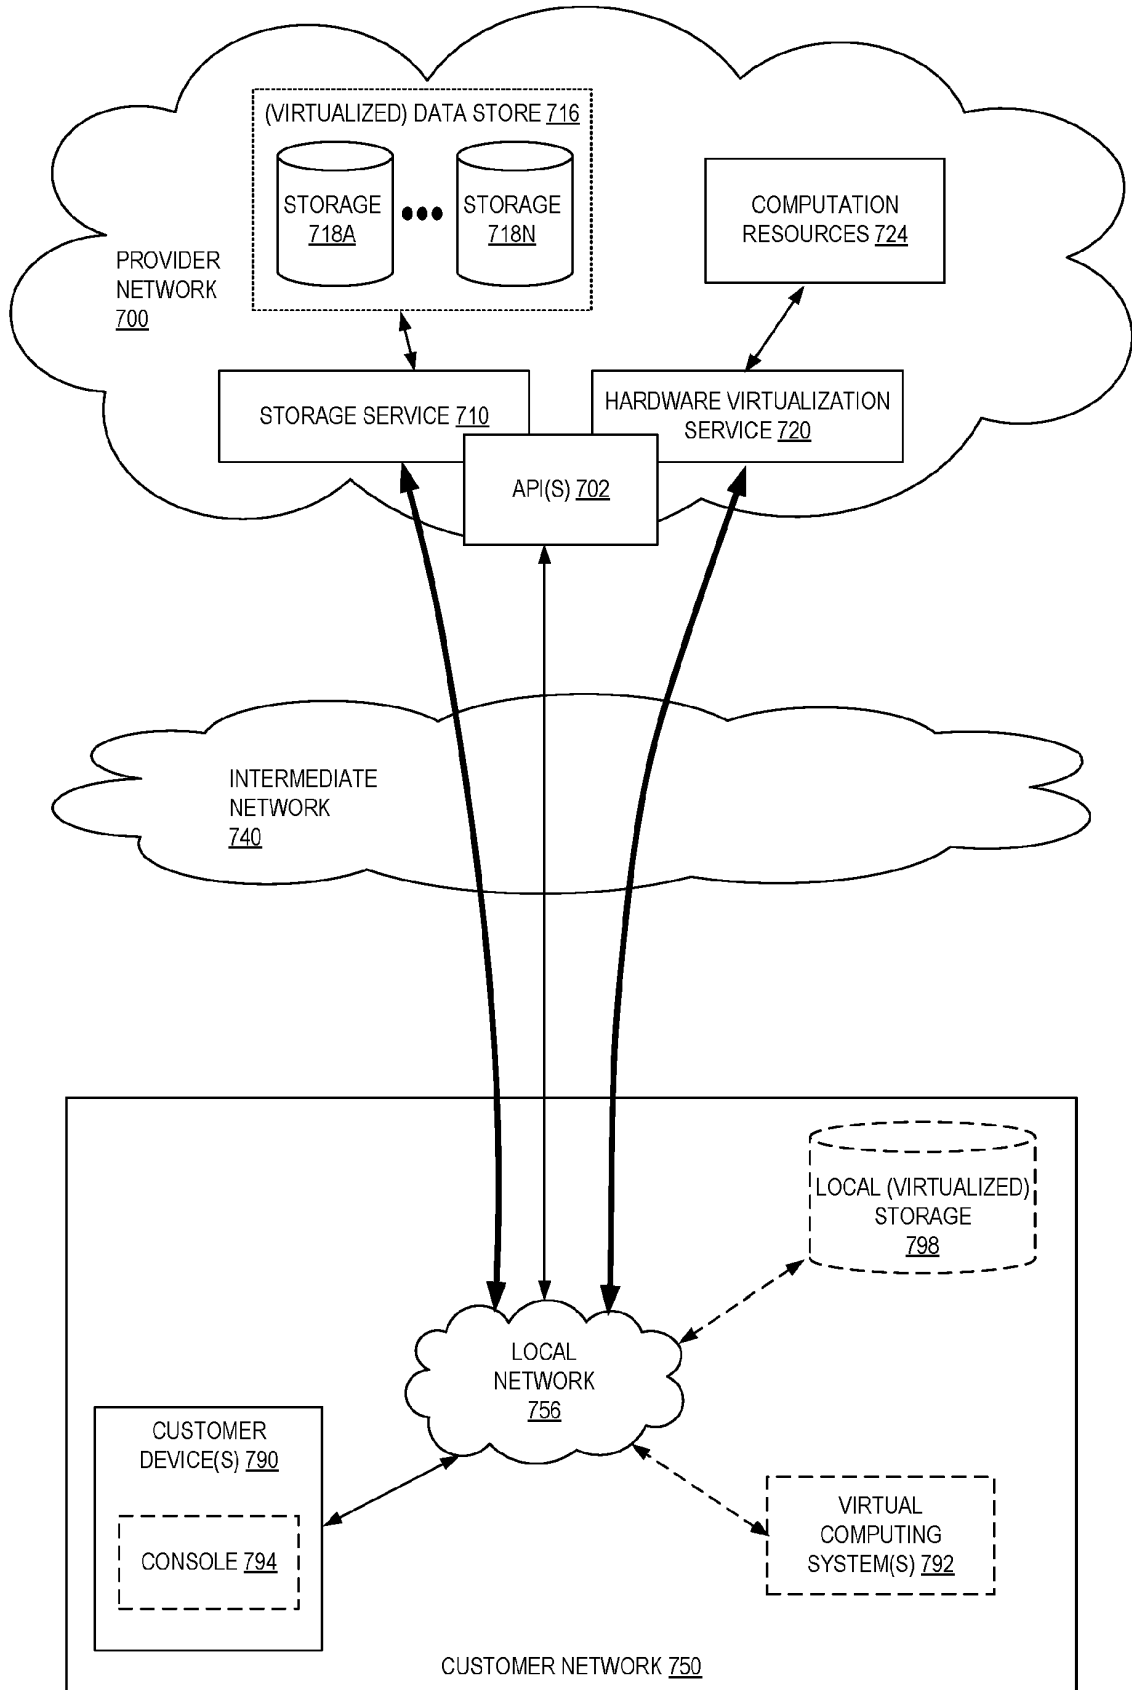 (VIRTUALIZED) DATA STORE 716
STORAGE
718A
STORAGE
718N
COMPUTATION
RESOURCES 724
PROVIDER
NETWORK
700
STORAGE SERVICE 710
HARDWARE VIRTUALIZATION
SERVICE 720
API(S) 702
INTERMEDIATE
NETWORK
740
LOCAL (VIRTUALIZED)
STORAGE
798
LOCAL
NETWORK
756
CUSTOMER
DEVICE(S) 790
CONSOLE 794
VIRTUAL
COMPUTING
SYSTEM(S) 792
CUSTOMER NETWORK 750